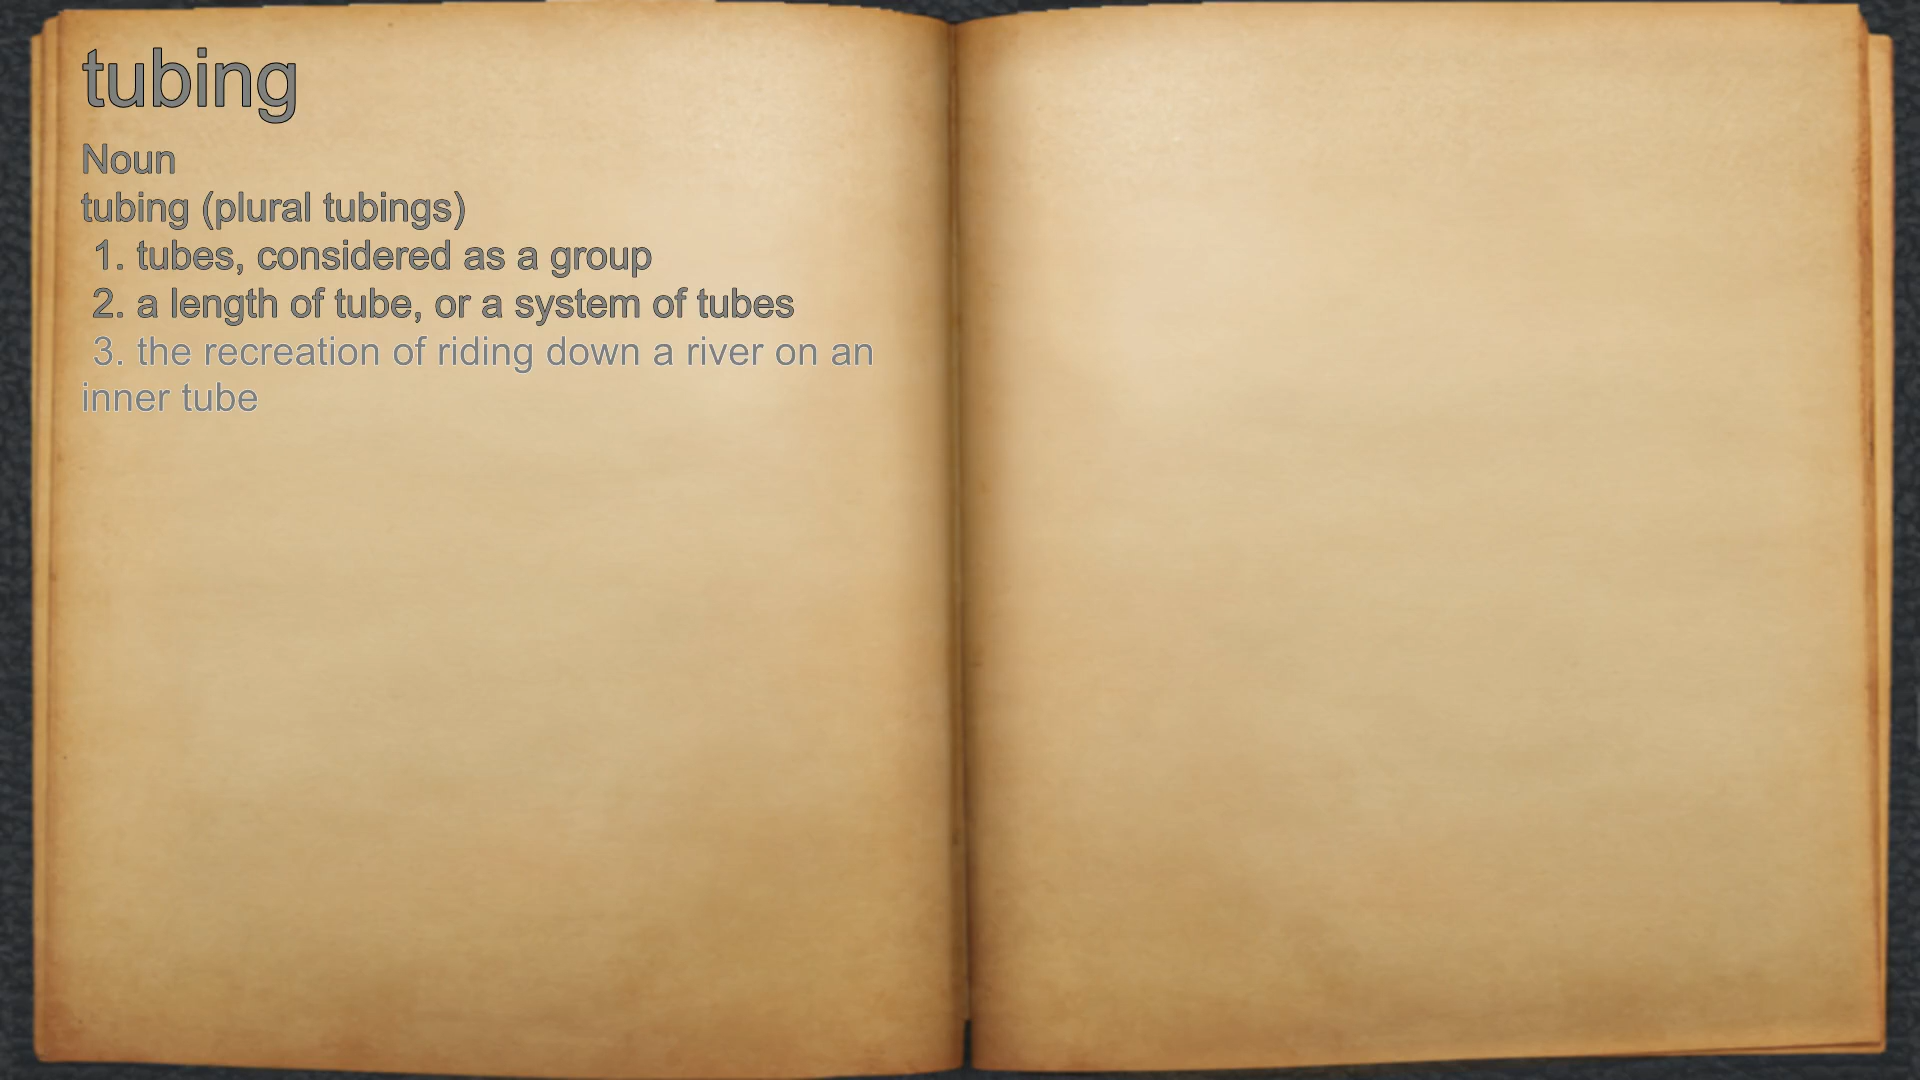 tubing
Noun
tubing (plural tubings)
1. tubes, considered as a group
2. a length of tube, or a system of tubes
3. the recreation of riding down a river on an
inner tube